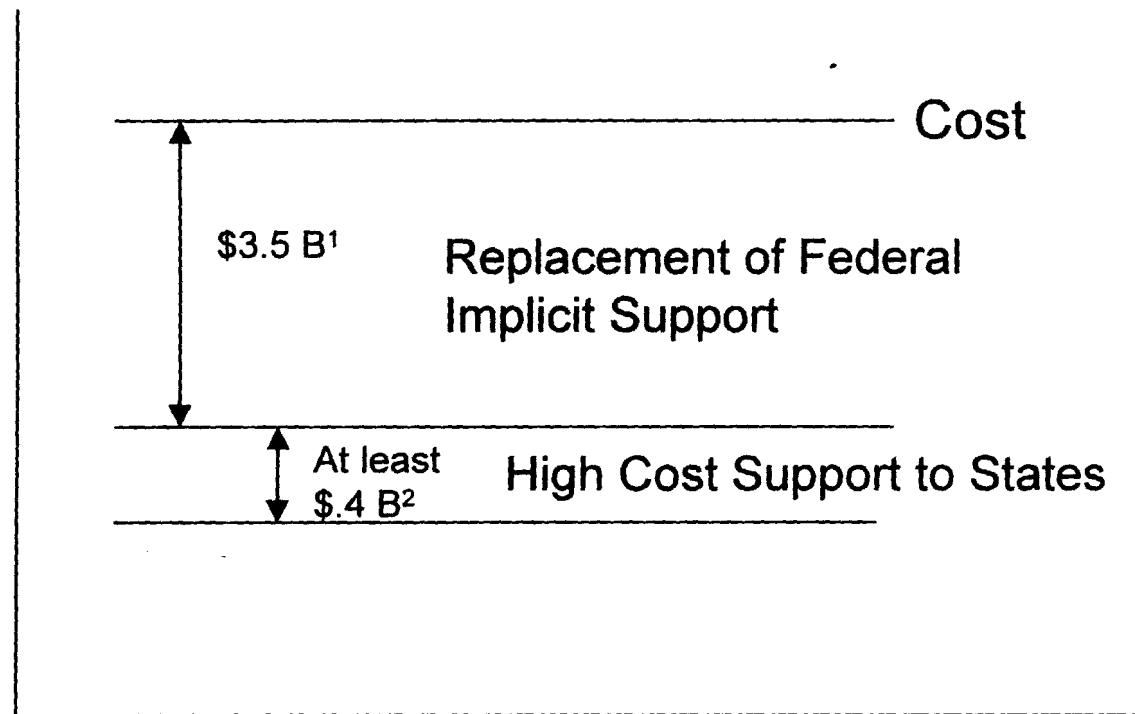 Cost
$3.5 B¹
Replacement of Federal
Implicit Support
At least
$.4 B²
High Cost Support to States